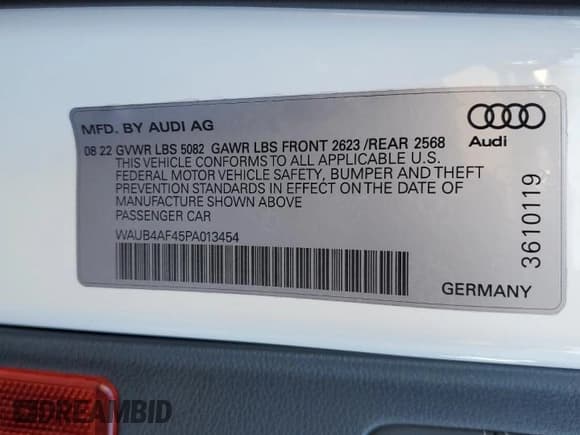 MFD. BY AUDI AG
08 22 GVWR LBS 5082 GAWR LBS FRONT 2623 /REAR 2568
THIS VEHICLE CONFORMS TO ALL APPLICABLE U.S.
FEDERAL MOTOR VEHICLE SAFETY, BUMPER AND THEFT
PREVENTION STANDARDS IN EFFECT ON THE DATE OF
MANUFACTURE SHOWN ABOVE
PASSENGER CAR
WAUB4AF45PA013454
Audi
3610119
GERMANY
DREAMBID